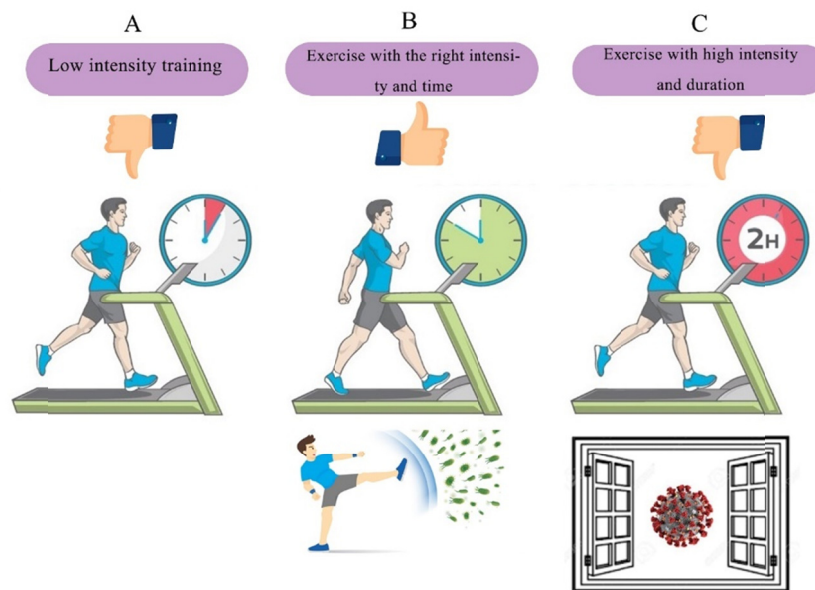 A
B
C
Low intensity training
Exercise with the right intensi-
ty and time
Exercise with high intensity
and duration
2H